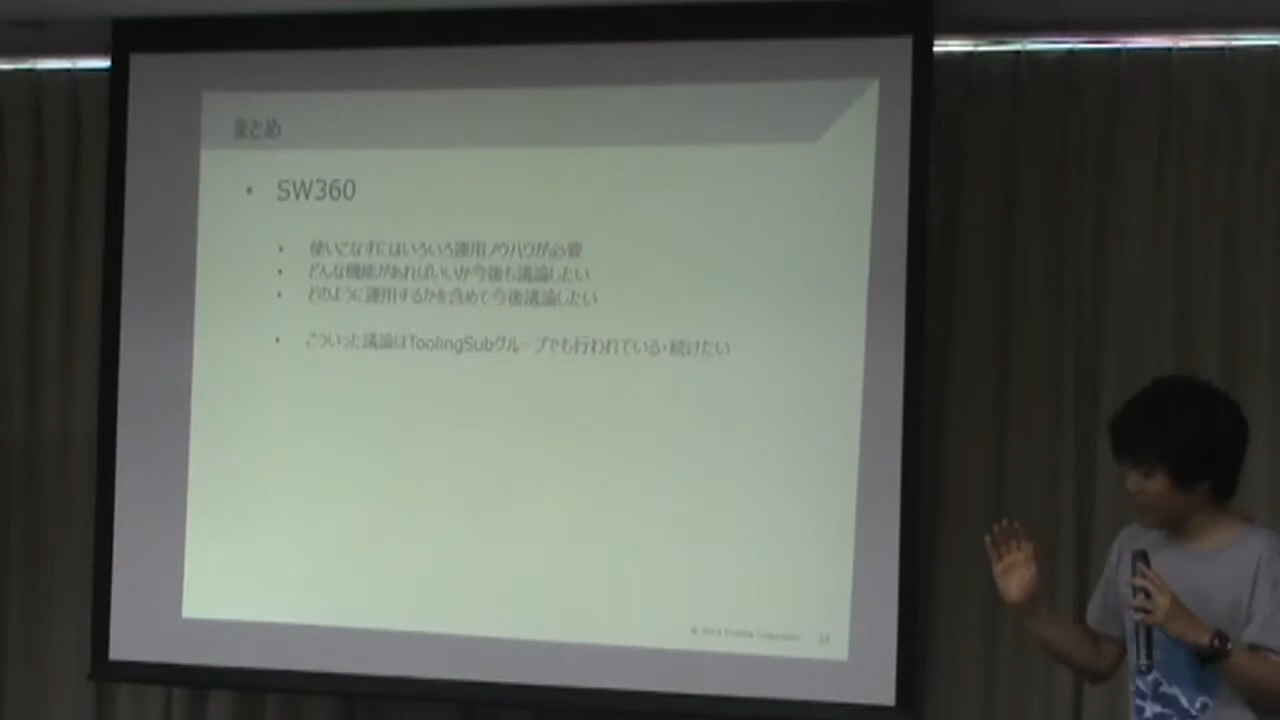 まとめ
• SW360
• 使いこなすにはいろいろ運用ノウハウが必要
• どんな機能があればいいか今後も議論したい
• どのように運用するかを含めて今後議論したい
• こういった議論はToolingSubグループでも行われている・続けたい